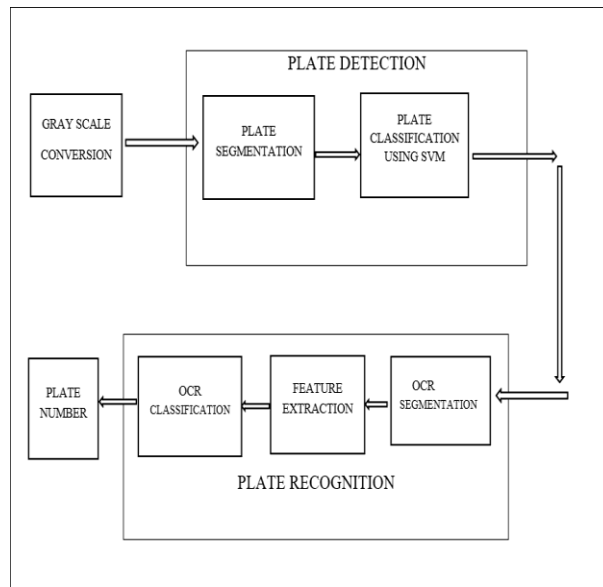 PLATE DETECTION
GRAY SCALE
CONVERSION
PLATE
SEGMENTATION
PLATE
CLASSIFICATION
USING SVM
OCR
SEGMENTATION
FEATURE
EXTRACTION
OCR
CLASSIFICATION
PLATE
NUMBER
PLATE RECOGNITION